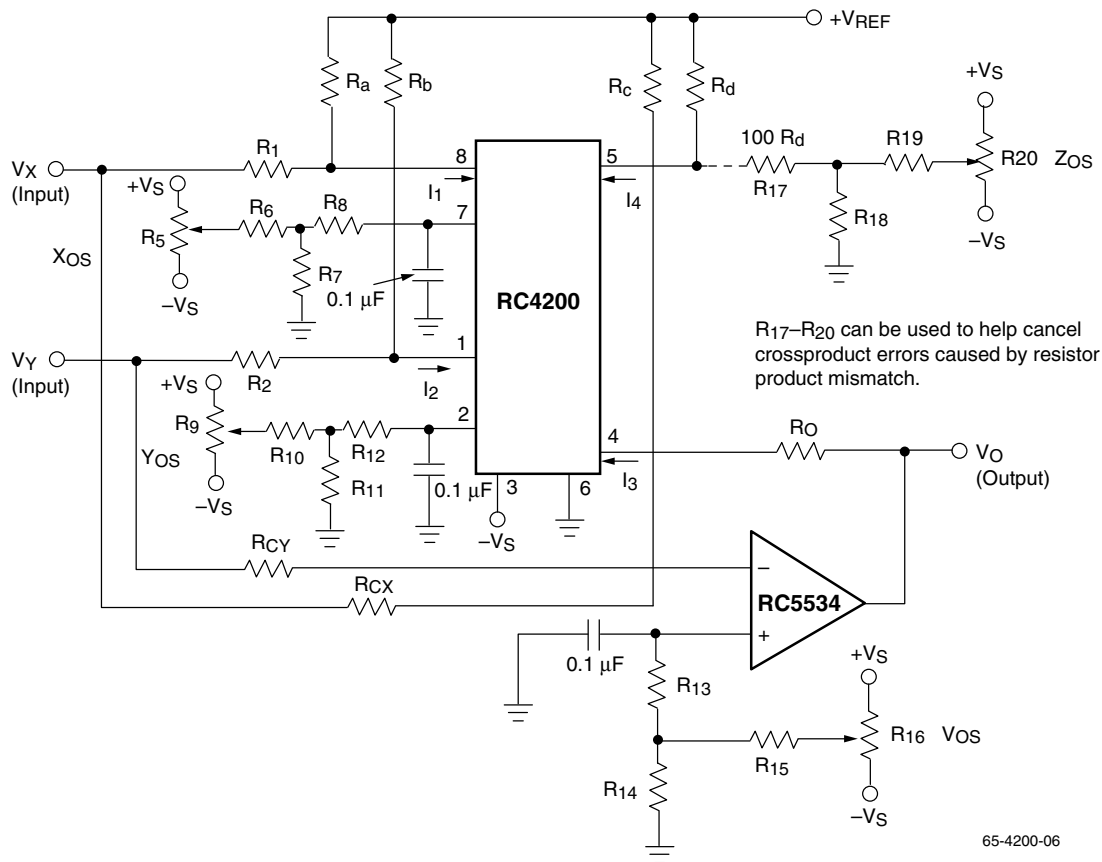 +VREF
Ra
Rb
Rc
Rd
+VS
R1
8
5
100 Rd
R19
R20 ZOS
VX
(Input)
I1
I4
R17
+VS
R6
R8
7
R18
−VS
R5
XOS
R7
−VS
0.1 µF
RC4200
R17–R20 can be used to help cancel
crossproduct errors caused by resistor
product mismatch.
VY
(Input)
R2
1
I2
+VS
R9
R10
R12
2
YOS
R11
0.1 µF
−VS
3
6
−VS
4
I3
RO
VO
(Output)
RCY
RCX
−
RC5534
+
0.1 µF
R13
+VS
R16 VOS
R15
R14
−VS
65-4200-06